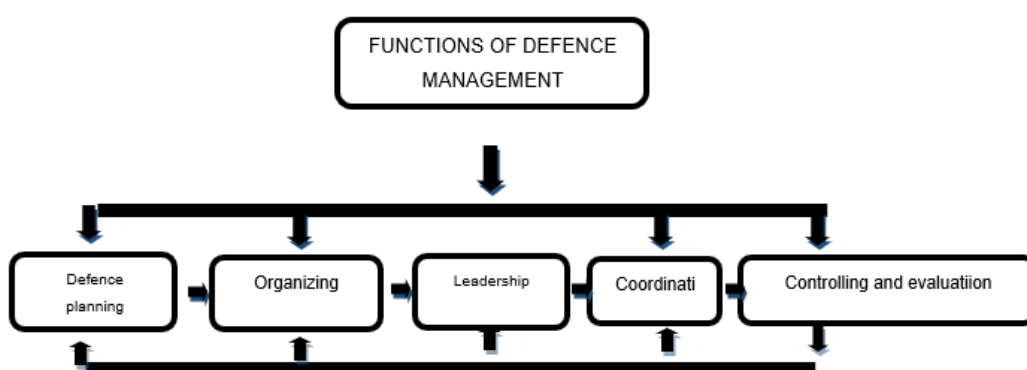 FUNCTIONS OF DEFENCE
MANAGEMENT
Defence
planning
Organizing
Leadership
Coordinati
Controlling and evaluatiion